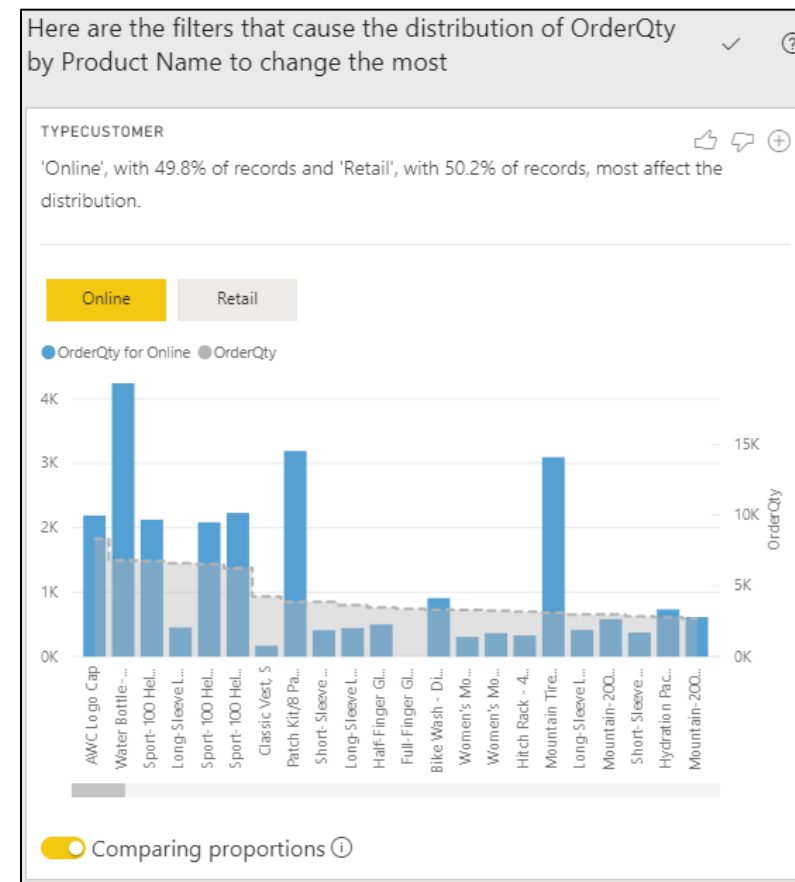 Here are the filters that cause the distribution of OrderQty
by Product Name to change the most
TYPECUSTOMER
'Online', with 49.8% of records and 'Retail', with 50.2% of records, most affect the
distribution.
Online Retail
OrderQty for Online OrderQty
4K
3K
2K
1K
0K
15K
10K
5K
0K
OrderQty
AWC Logo Cap
Water Bottle-...
Sport-100 Hel...
Long-Sleeve L...
Sport-100 Hel...
Sport-100 Hel...
Classic Vest, S
Patch Kit/8 Pa...
Short-Sleeve ...
Long-Sleeve L...
Half-Finger Gl...
Full-Finger Gl...
Bike Wash - Di...
Women's Mo...
Women's Mo...
Hitch Rack - 4...
Mountain Tire...
Long-Sleeve L...
Mountain-200...
Short-Sleeve ...
Hydration Pac...
Mountain-200...
Comparing proportions